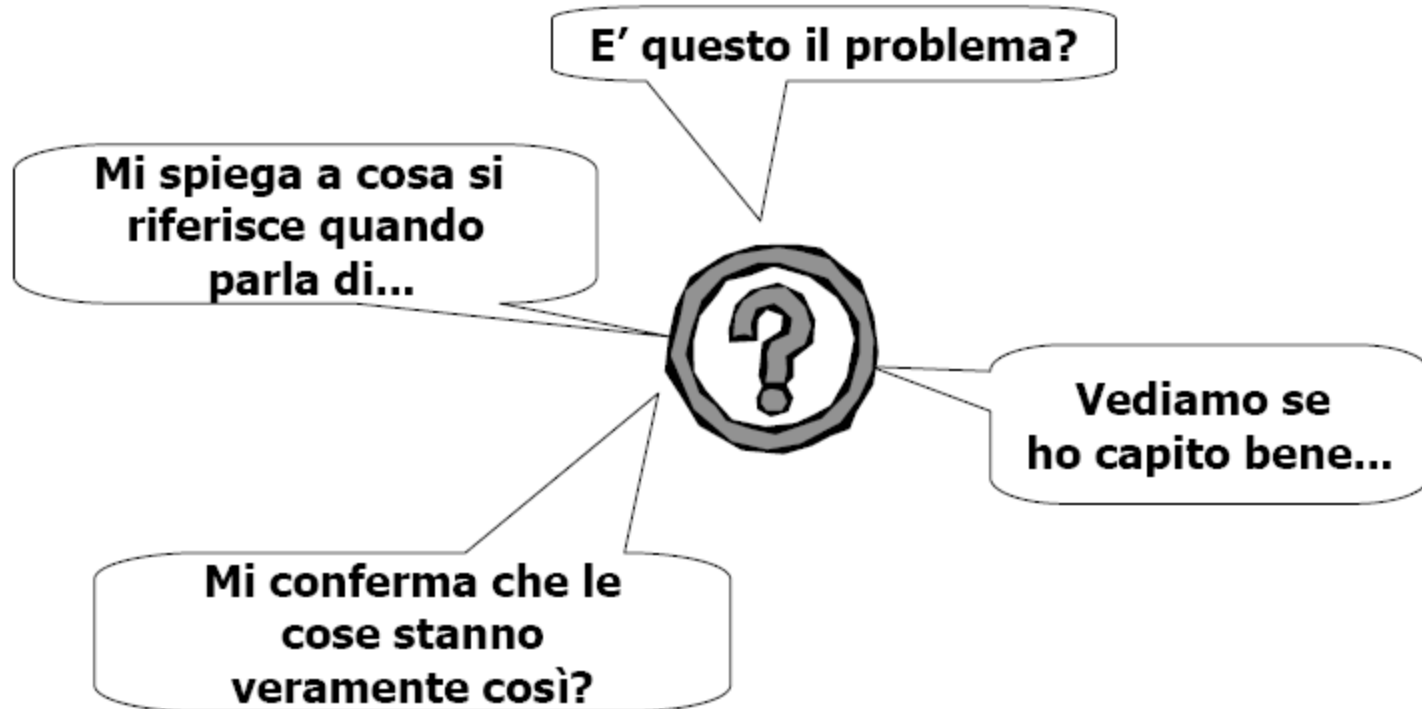 E’ questo il problema?
Mi spiega a cosa si
riferisce quando
parla di...
?
Vediamo se
ho capito bene...
Mi conferma che le
cose stanno
veramente così?